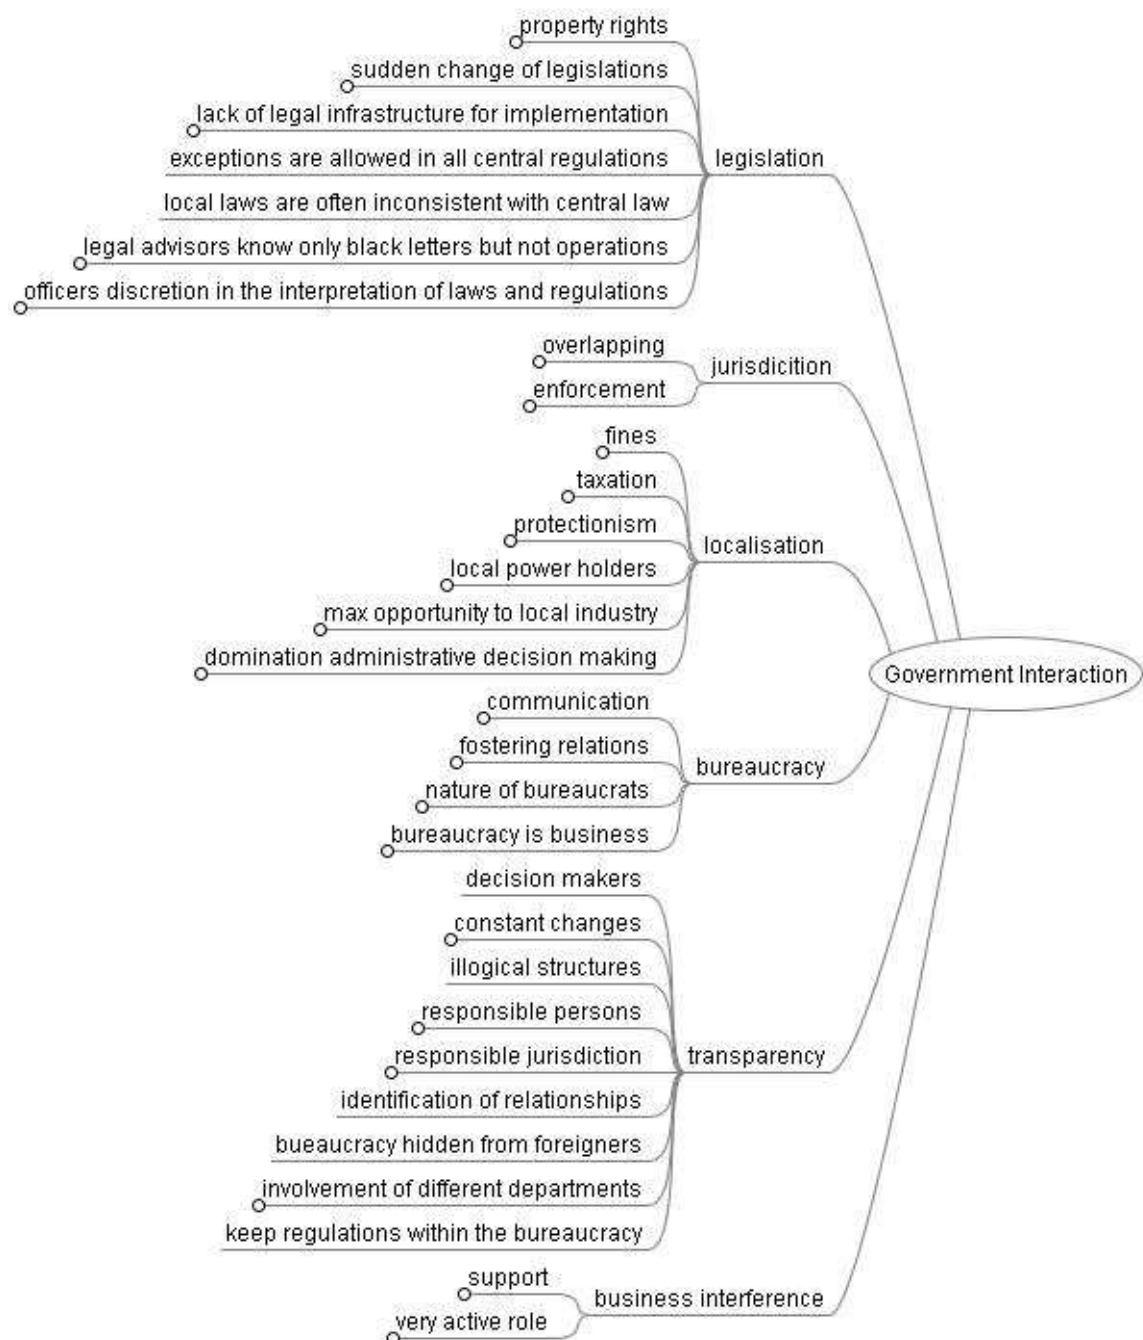 property rights
sudden change of legislations
lack of legal infrastructure for implementation
exceptions are allowed in all central regulations
local laws are often inconsistent with central law
legal advisors know only black letters but not operations
officers discretion in the interpretation of laws and regulations
legislation
overlapping
enforcement
jurisdicition
fines
taxation
protectionism
local power holders
max opportunity to local industry
domination administrative decision making
localisation
Government Interaction
communication
fostering relations
nature of bureaucrats
bureaucracy is business
bureaucracy
decision makers
constant changes
illogical structures
responsible persons
responsible jurisdiction
identification of relationships
bueaucracy hidden from foreigners
involvement of different departments
keep regulations within the bureaucracy
transparency
support
very active role
business interference